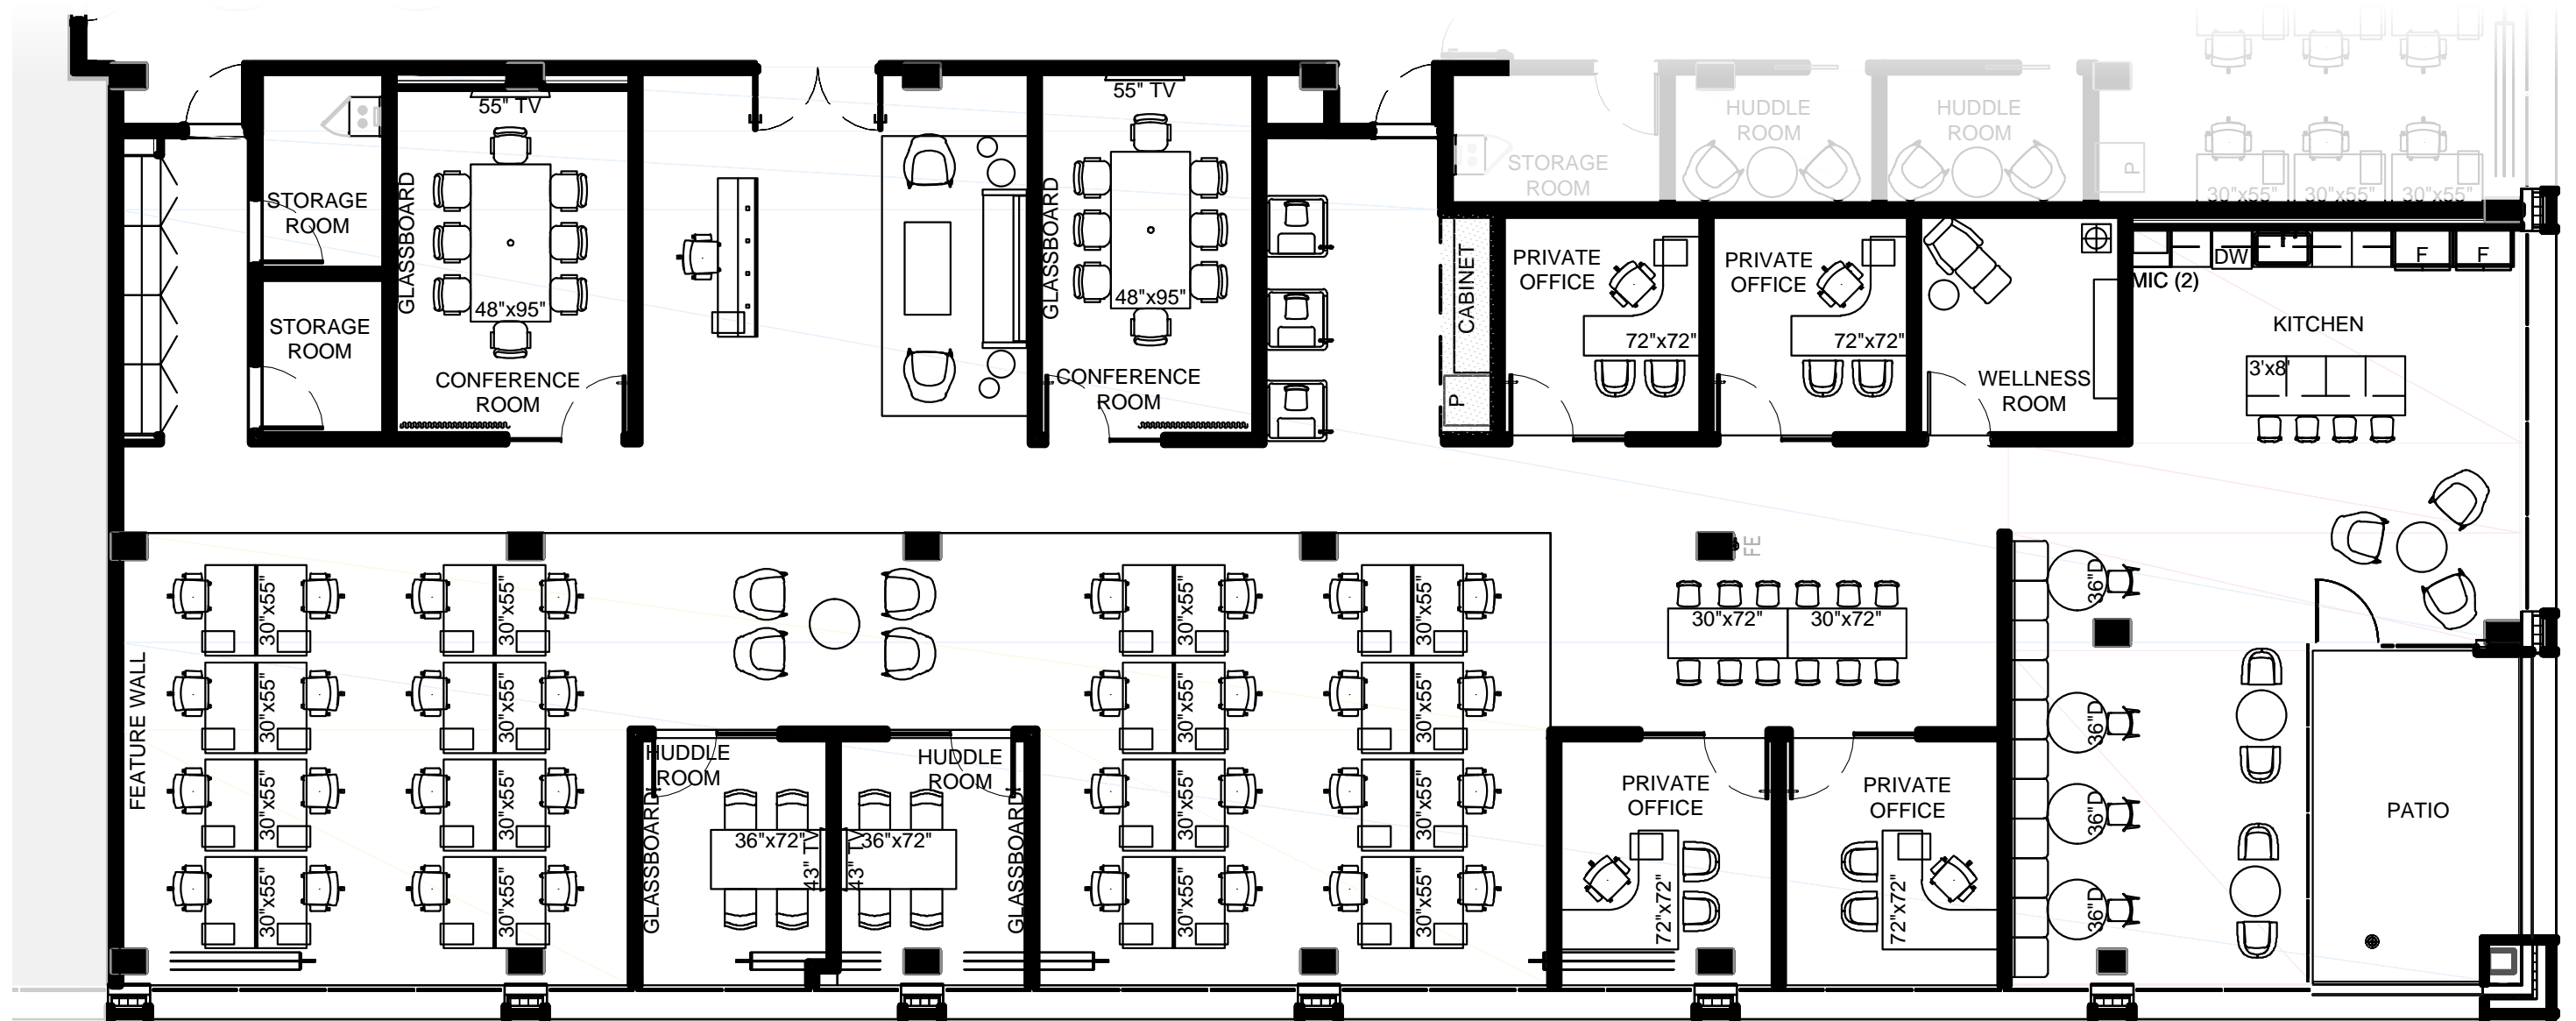 55" TV
55" TV
HUDDLE
ROOM
HUDDLE
ROOM
STORAGE
ROOM
P
30"x55"
30"x55"
30"x55"
STORAGE
ROOM
GLASSBOARD
48"x95"
CONFERENCE
ROOM
STORAGE
ROOM
GLASSBOARD
48"x95"
CONFERENCE
ROOM
CABINET
P
PRIVATE
OFFICE
72"x72"
PRIVATE
OFFICE
72"x72"
WELLNESS
ROOM
DW
F
F
MIC (2)
KITCHEN
3'x8'
FE
FEATURE WALL
30"x55"
30"x55"
30"x55"
30"x55"
30"x55"
30"x55"
30"x55"
30"x55"
HUDDLE
ROOM
GLASSBOARD
36"x72"
43" TV
HUDDLE
ROOM
43" TV
36"x72"
GLASSBOARD
30"x55"
30"x55"
30"x55"
30"x55"
30"x55"
30"x55"
30"x55"
30"x55"
30"x72"
30"x72"
PRIVATE
OFFICE
72"x72"
PRIVATE
OFFICE
72"x72"
36"D
36"D
36"D
36"D
PATIO